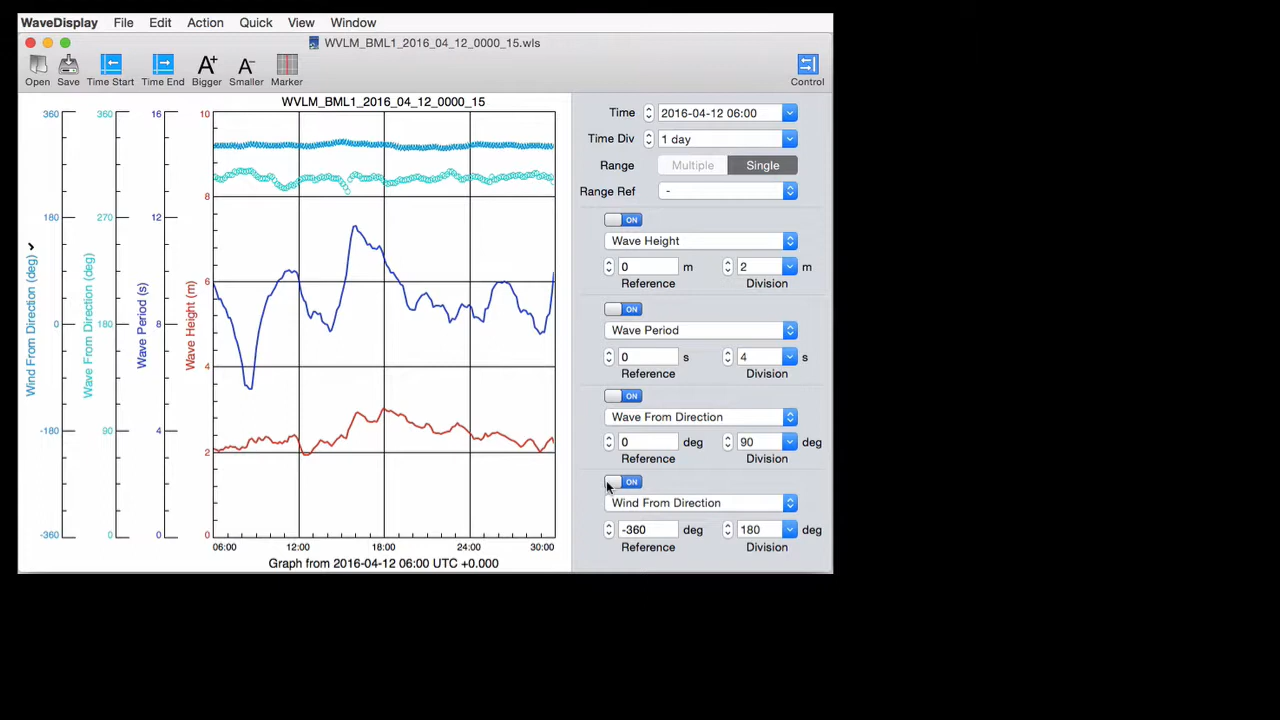 WaveDisplay File Edit Action Quick View Window
WVLM_BML1_2016_04_12_0000_15.wls
Open Save Time Start Time End Bigger Smaller Marker Control
WVLM_BML1_2016_04_12_0000_15
Wind From Direction (deg)
360
180
0
-180
-360
Wave From Direction (deg)
360
270
180
90
0
Wave Period (s)
16
12
8
4
0
Wave Height (m)
10
8
6
4
2
0
06:00 12:00 18:00 24:00 30:00
Graph from 2016-04-12 06:00 UTC +0.000
Time 2016-04-12 06:00
Time Div 1 day
Range Multiple Single
Range Ref -
ON
Wave Height
0 m 2 m
Reference Division
ON
Wave Period
0 s 4 s
Reference Division
ON
Wave From Direction
0 deg 90 deg
Reference Division
ON
Wind From Direction
-360 deg 180 deg
Reference Division